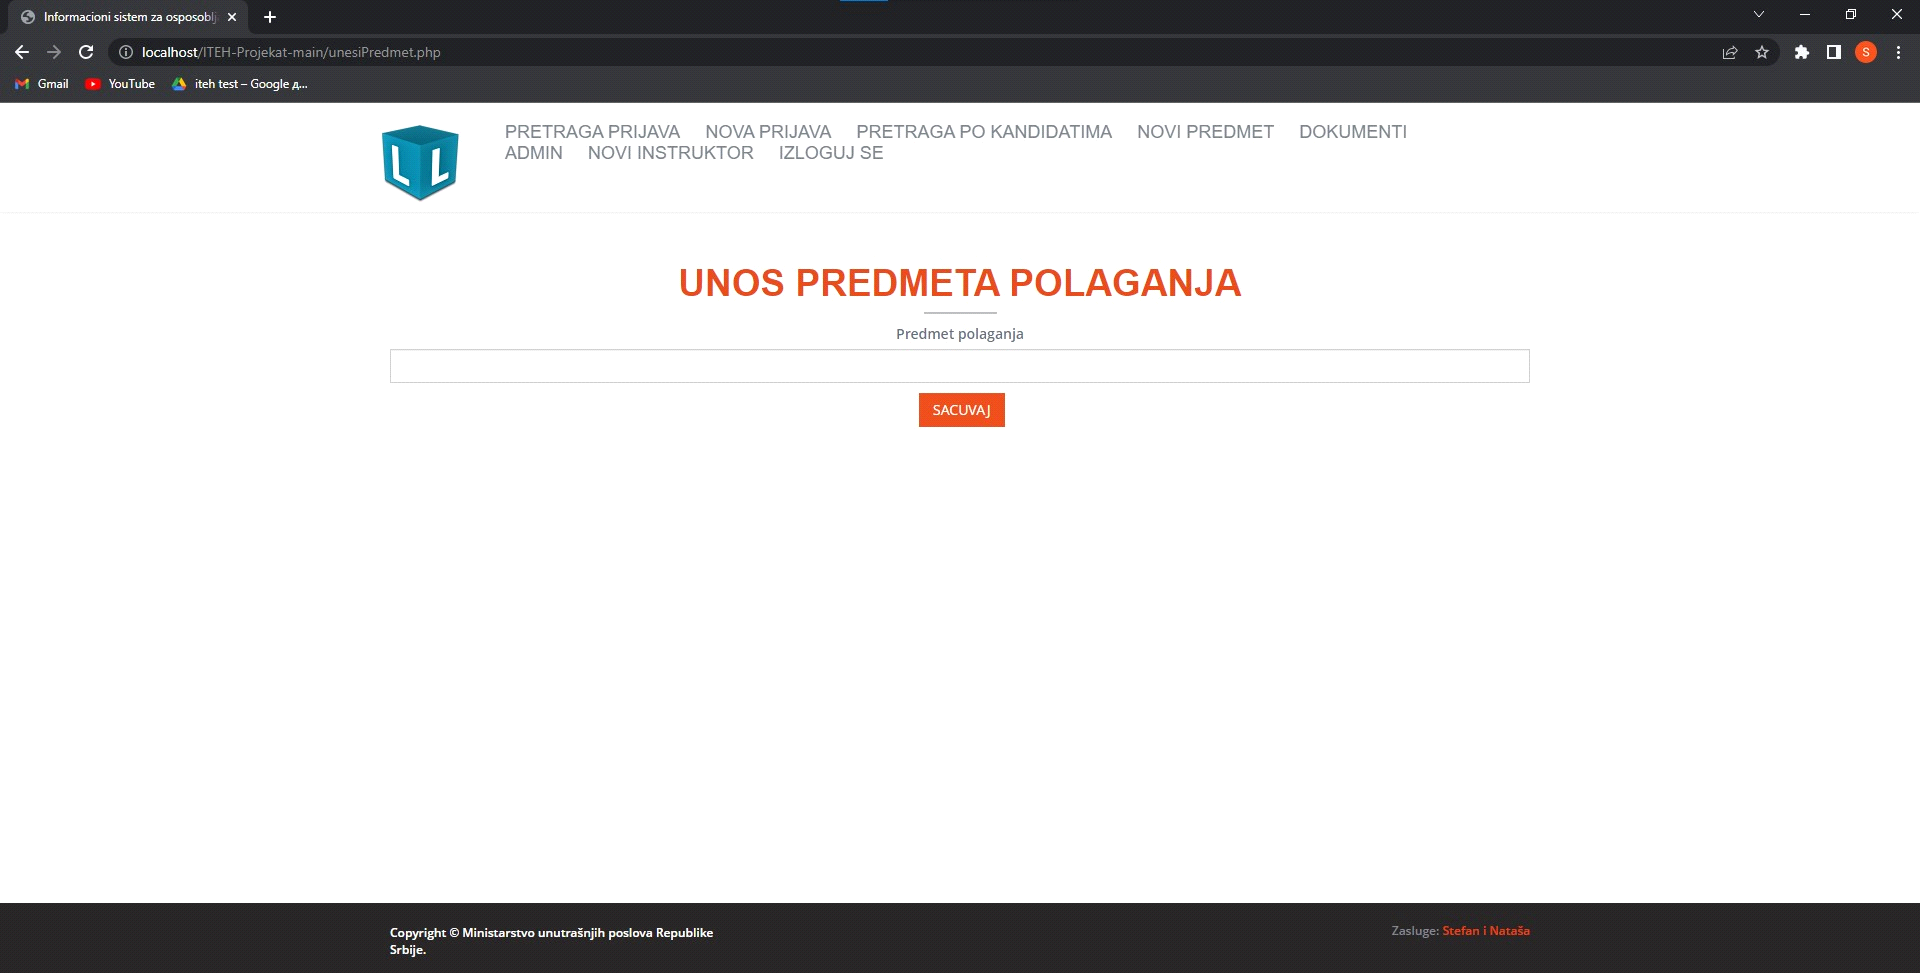 Informacioni sistem za osposoblj
localhost/ITEH-Projekat-main/unesiPredmet.php
S
Gmail YouTube iteh test – Google д...
L L
PRETRAGA PRIJAVA NOVA PRIJAVA PRETRAGA PO KANDIDATIMA NOVI PREDMET DOKUMENTI
ADMIN NOVI INSTRUKTOR IZLOGUJ SE
UNOS PREDMETA POLAGANJA
Predmet polaganja
SACUVAJ
Copyright © Ministarstvo unutrašnjih poslova Republike
Srbije.
Zasluge: Stefan i Nataša